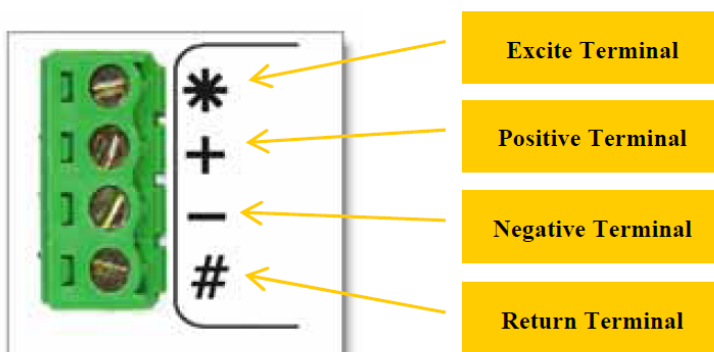 * Excite Terminal
+ Positive Terminal
− Negative Terminal
# Return Terminal